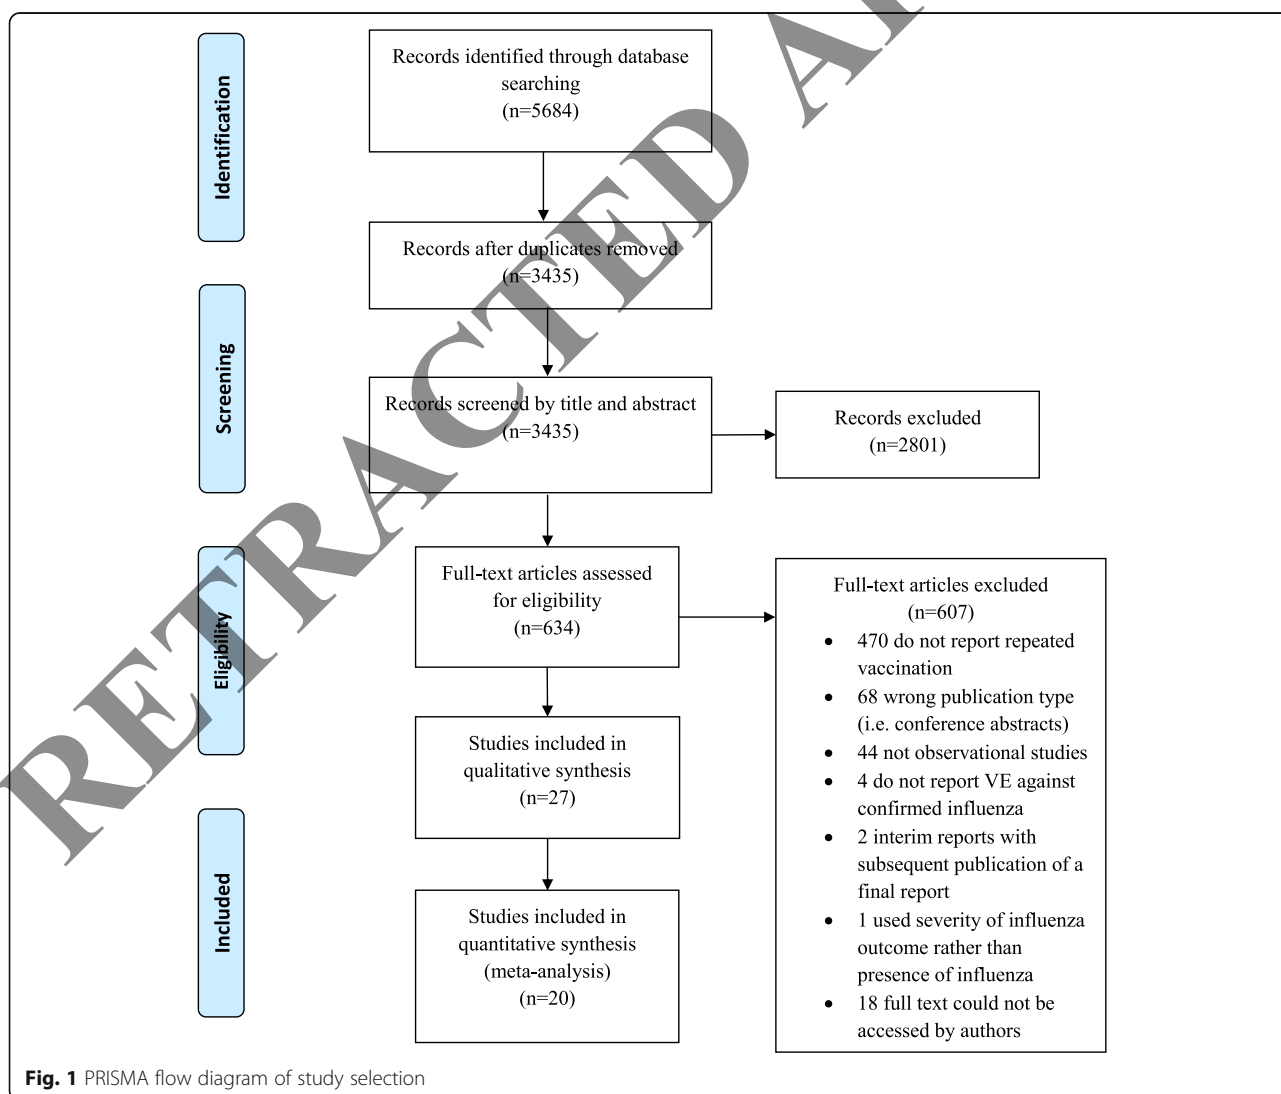 Identification
Records identified through database
searching
(n=5684)
Records after duplicates removed
(n=3435)
Screening
Records screened by title and abstract
(n=3435)
Records excluded
(n=2801)
Eligibility
Full-text articles assessed
for eligibility
(n=634)
Full-text articles excluded
(n=607)
• 470 do not report repeated
vaccination
• 68 wrong publication type
(i.e. conference abstracts)
• 44 not observational studies
• 4 do not report VE against
confirmed influenza
• 2 interim reports with
subsequent publication of a
final report
• 1 used severity of influenza
outcome rather than
presence of influenza
• 18 full text could not be
accessed by authors
Studies included in
qualitative synthesis
(n=27)
Included
Studies included in
quantitative synthesis
(meta-analysis)
(n=20)
Fig. 1 PRISMA flow diagram of study selection
RETRACTED